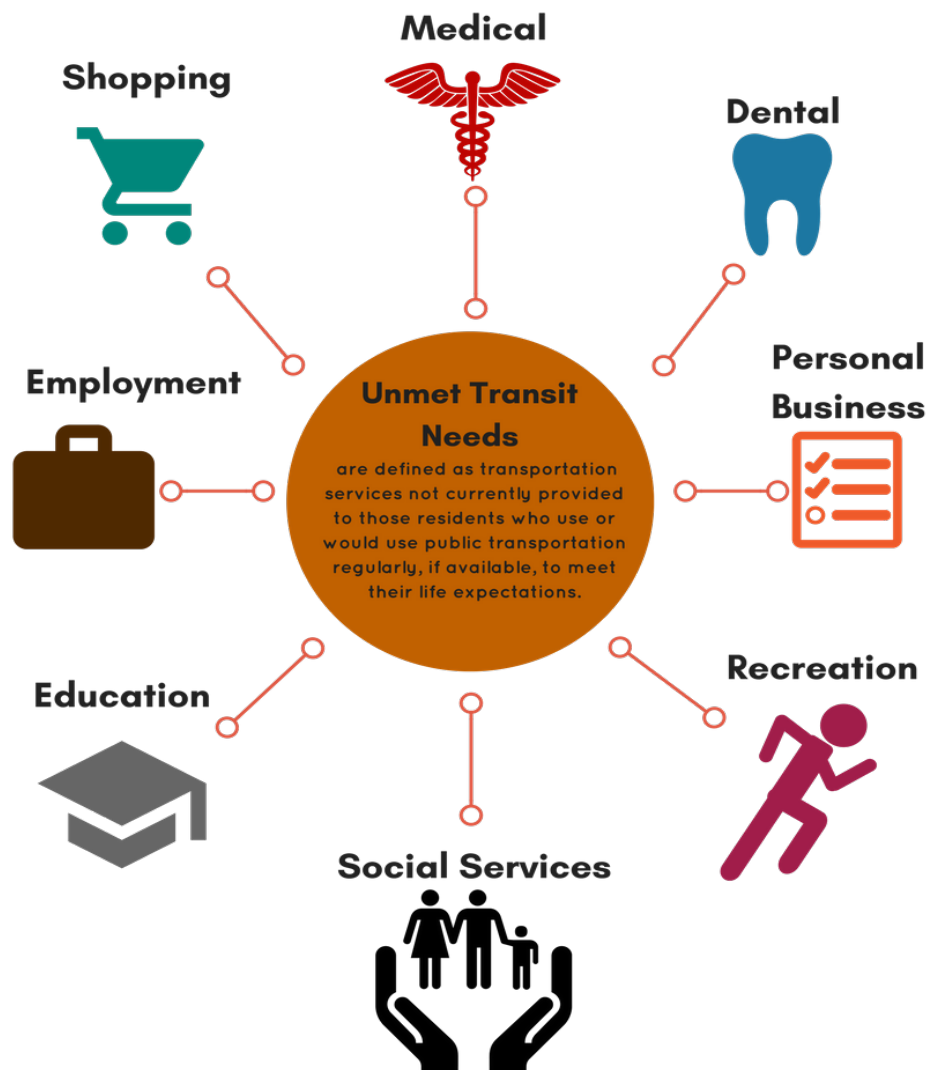 Medical
Shopping
Dental
Employment
Personal
Business
Unmet Transit
Needs
are defined as transportation
services not currently provided
to those residents who use or
would use public transportation
regularly, if available, to meet
their life expectations.
Education
Recreation
Social Services